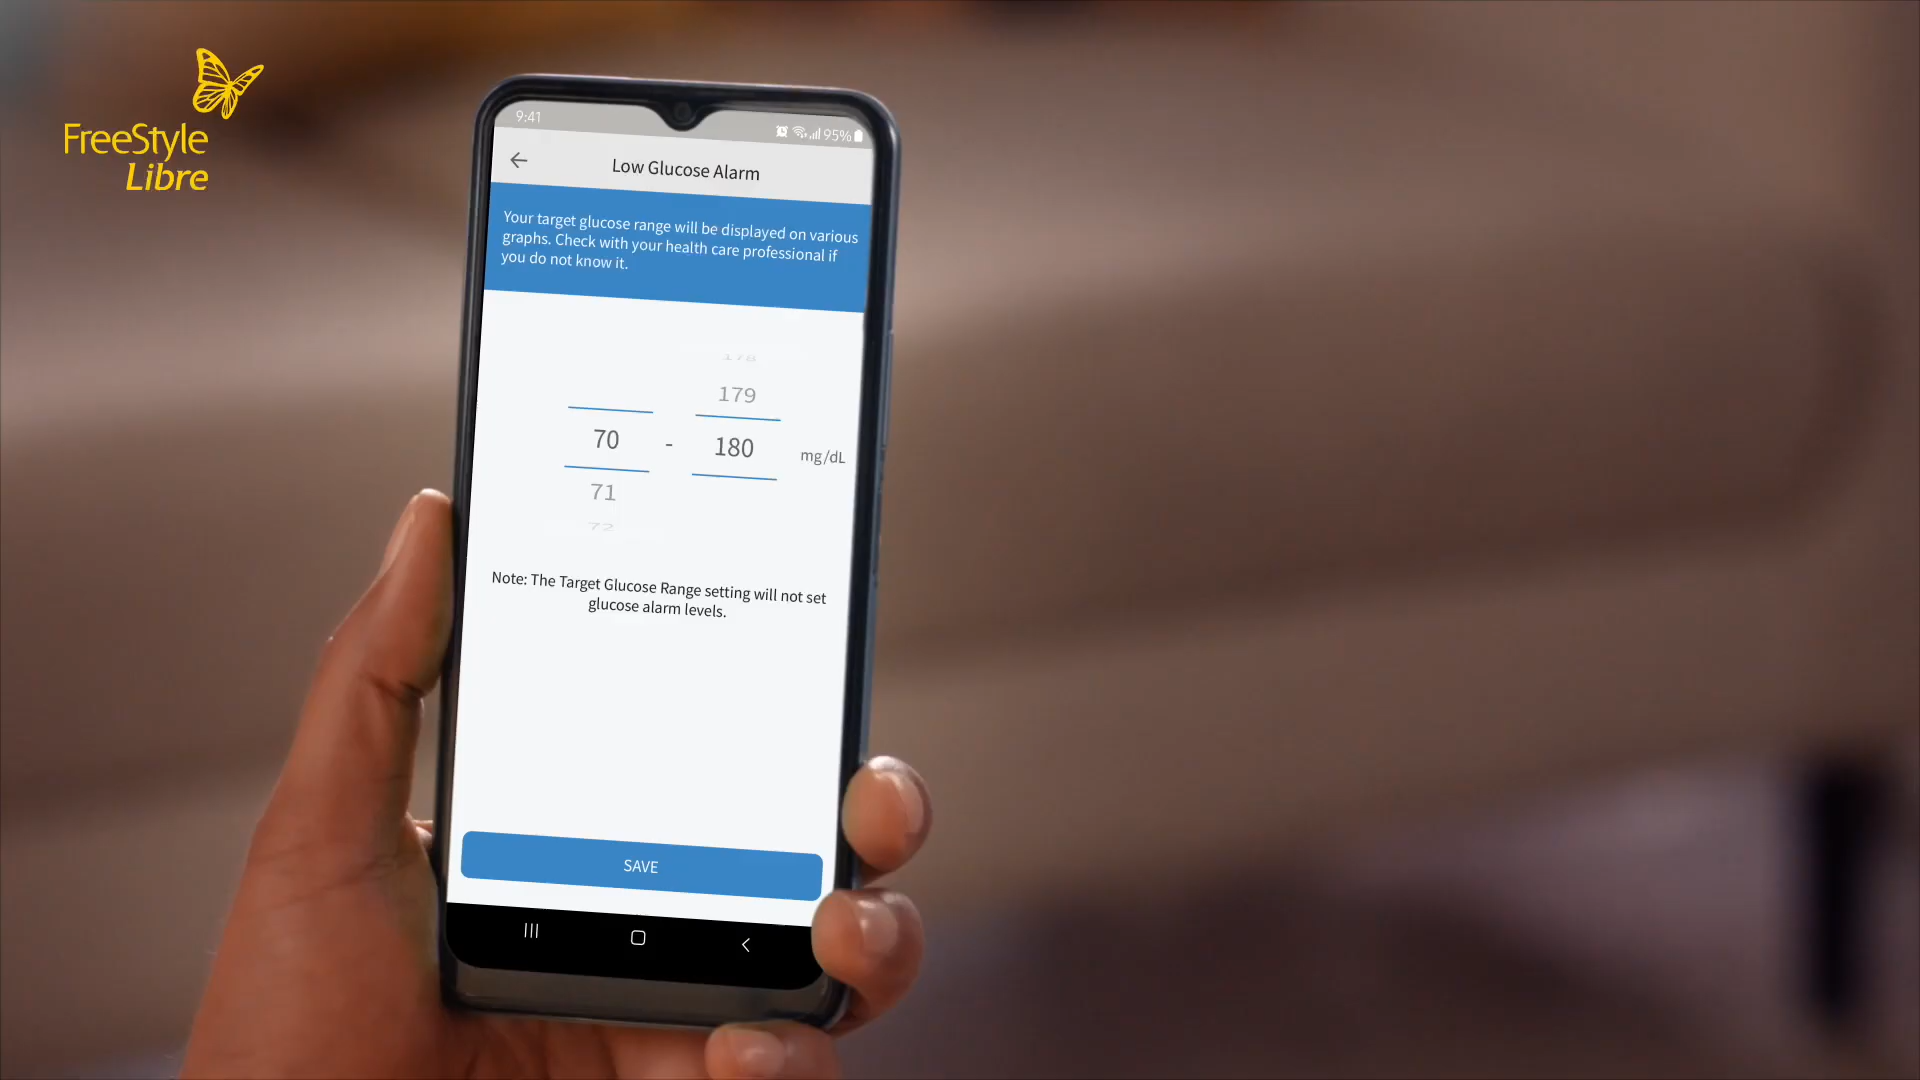 FreeStyle
Libre
9:41
95%
Low Glucose Alarm
Your target glucose range will be displayed on various
graphs. Check with your health care professional if
you do not know it.
178
179
70 - 180 mg/dL
71
72
Note: The Target Glucose Range setting will not set
glucose alarm levels.
SAVE